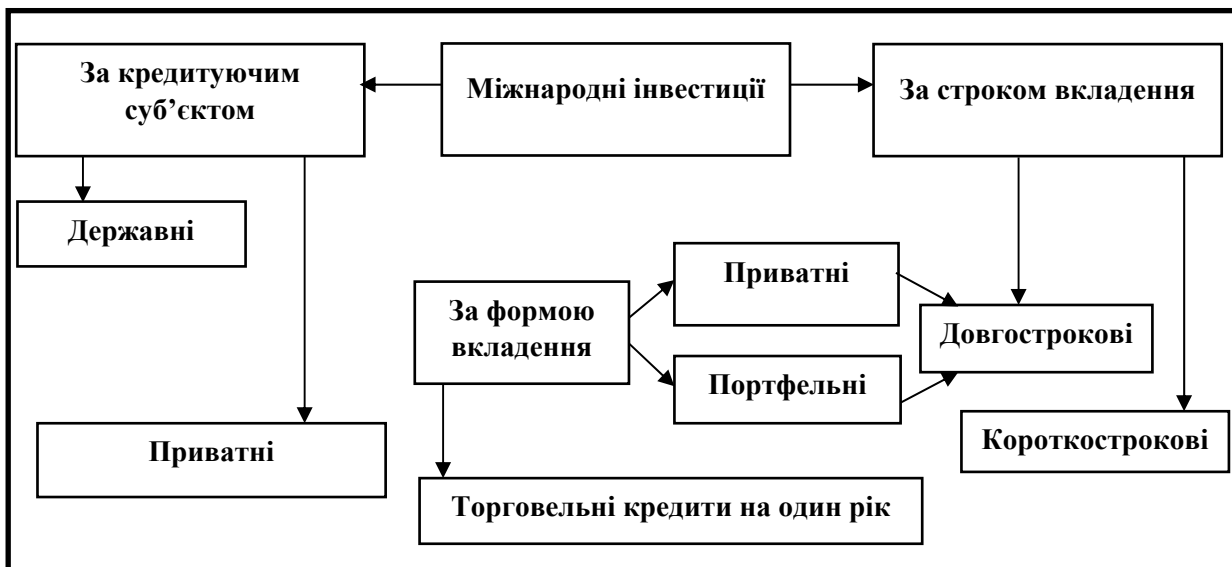 За кредитуючим
суб’єктом
Міжнародні інвестиції
За строком вкладення
Державні
Приватні
За формою
вкладення
Довгострокові
Портфельні
Короткострокові
Приватні
Торговельні кредити на один рік